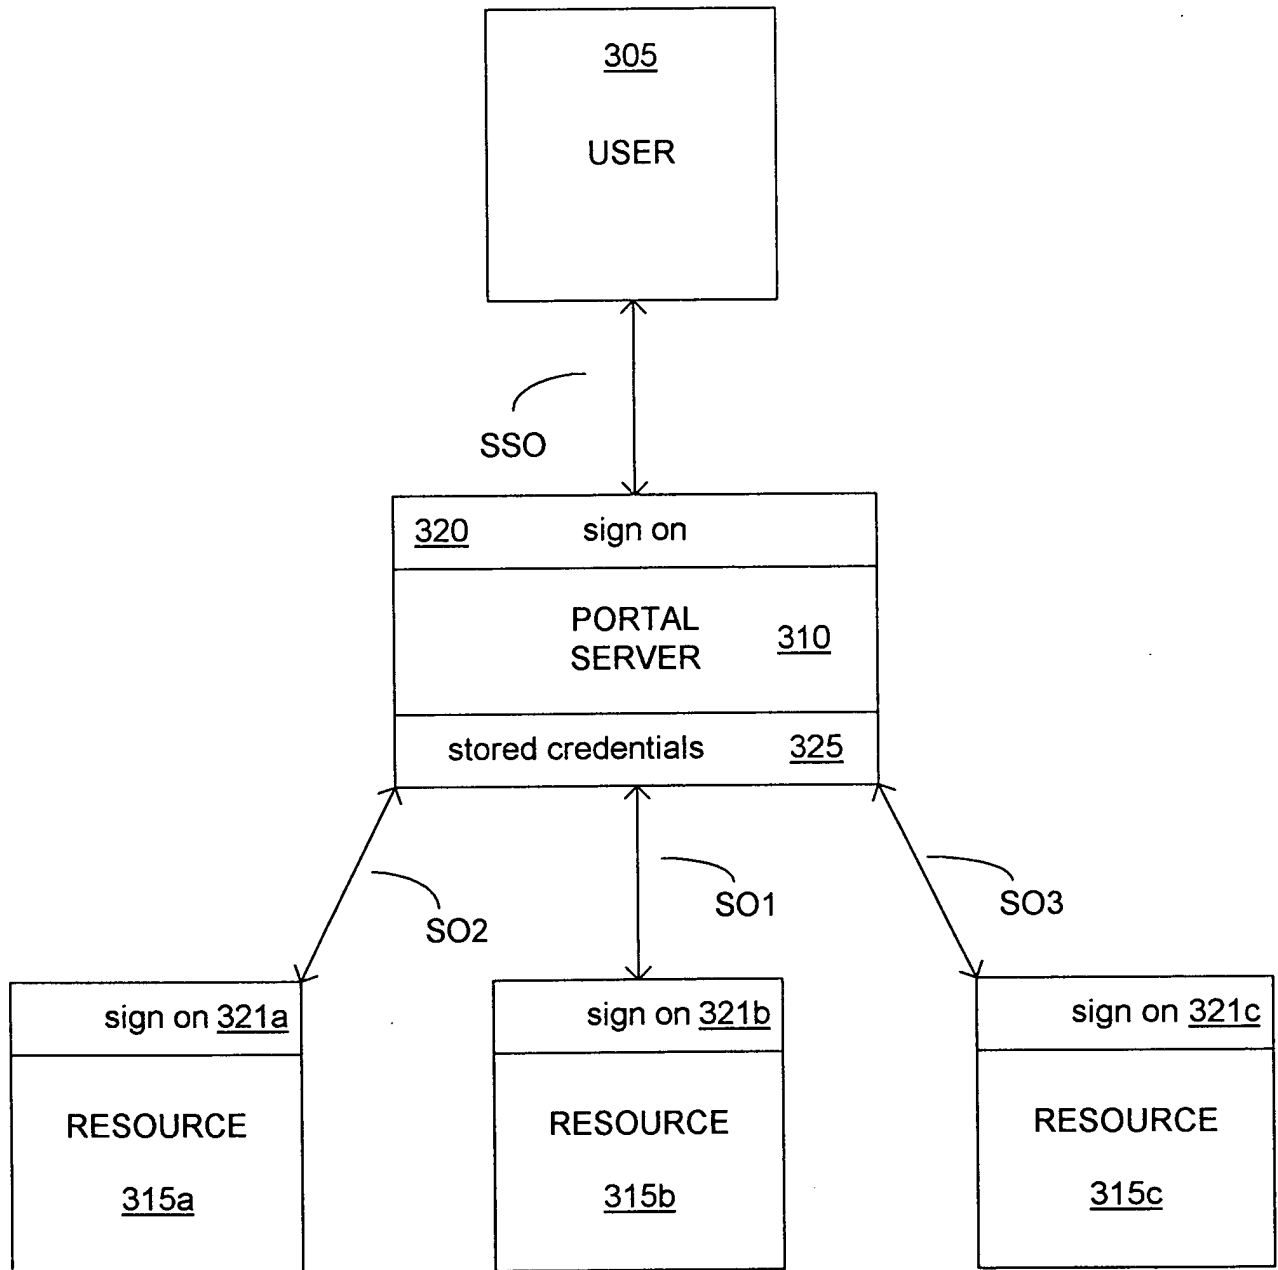 305
USER
SSO
320 sign on
PORTAL
SERVER 310
stored credentials 325
SO2
SO1
SO3
sign on 321a
sign on 321b
sign on 321c
RESOURCE
315a
RESOURCE
315b
RESOURCE
315c